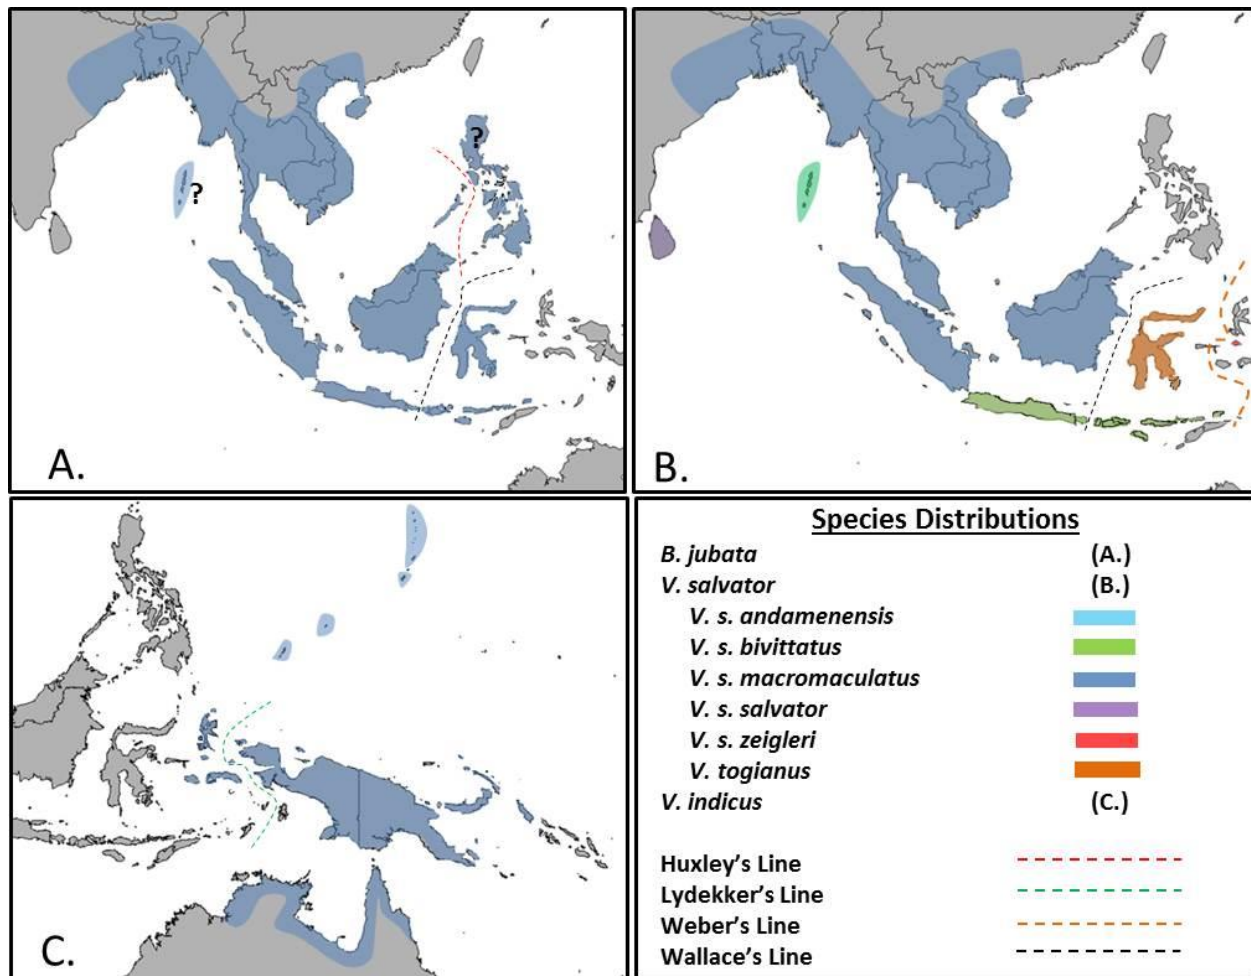 ?
?
A.
B.
C.
Species Distributions
B. jubata (A.)
V. salvator (B.)
V. s. andamenensis
V. s. bivittatus
V. s. macromaculatus
V. s. salvator
V. s. zeigleri
V. togianus
V. indicus (C.)
Huxley's Line
Lydekker's Line
Weber's Line
Wallace's Line